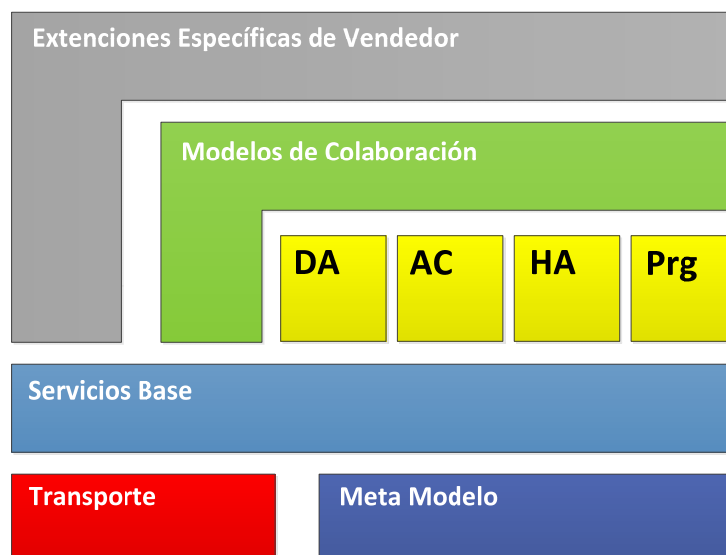 Extenciones Específicas de Vendedor
Modelos de Colaboración
DA AC HA Prg
Servicios Base
Transporte Meta Modelo